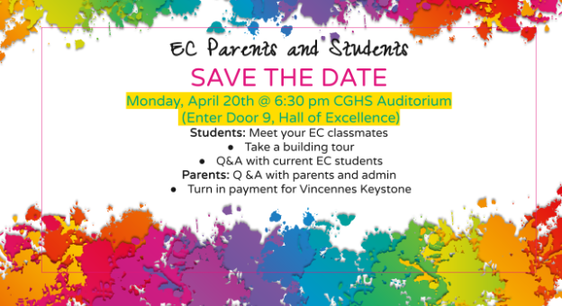 EC Parents and Students
SAVE THE DATE
Monday, April 20th @ 6:30 pm CGHS Auditorium
(Enter Door 9, Hall of Excellence)
Students: Meet your EC classmates
● Take a building tour
● Q&A with current EC students
Parents: Q &A with parents and admin
● Turn in payment for Vincennes Keystone